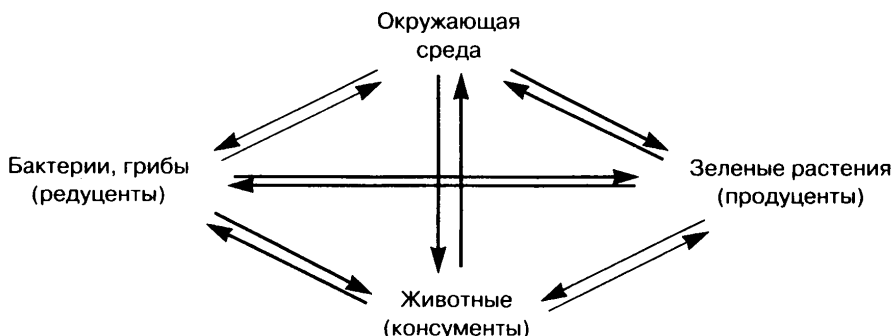 Окружающая
среда
Бактерии, грибы
(редуценты)
Зеленые растения
(продуценты)
Животные
(консументы)